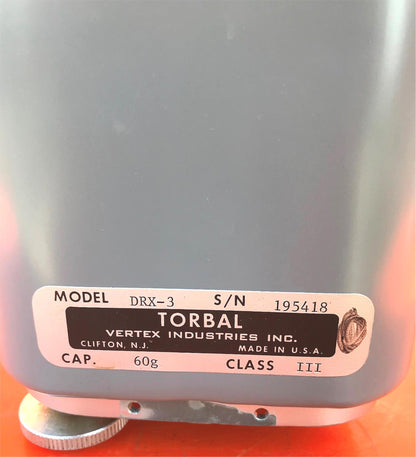 MODEL DRX-3 S/N 195418
TORBAL
VERTEX INDUSTRIES INC.
CLIFTON, N.J. MADE IN U.S.A.
CAP. 60g CLASS III